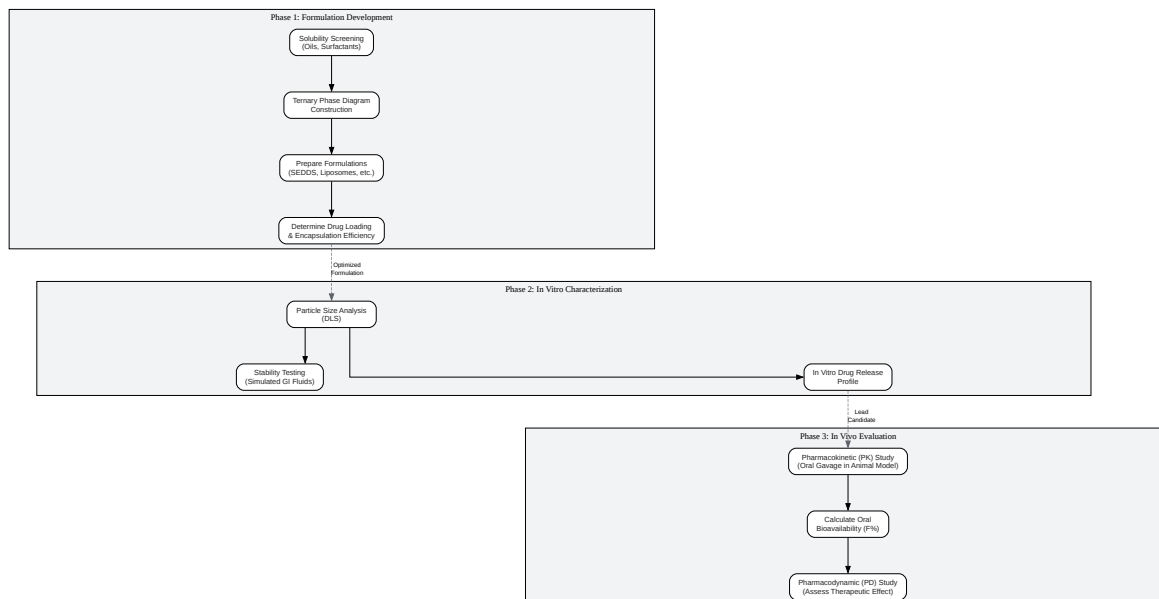 Phase 1: Formulation Development
Solubility Screening
(Oils, Surfactants)
Ternary Phase Diagram
Construction
Prepare Formulations
(SEDDS, Liposomes, etc.)
Determine Drug Loading
& Encapsulation Efficiency
Optimized
Formulation
Phase 2: In Vitro Characterization
Particle Size Analysis
(DLS)
Stability Testing
(Simulated GI Fluids)
In Vitro Drug Release
Profile
Lead
Candidate
Phase 3: In Vivo Evaluation
Pharmacokinetic (PK) Study
(Oral Gavage in Animal Model)
Calculate Oral
Bioavailability (F%)
Pharmacodynamic (PD) Study
(Assess Therapeutic Effect)